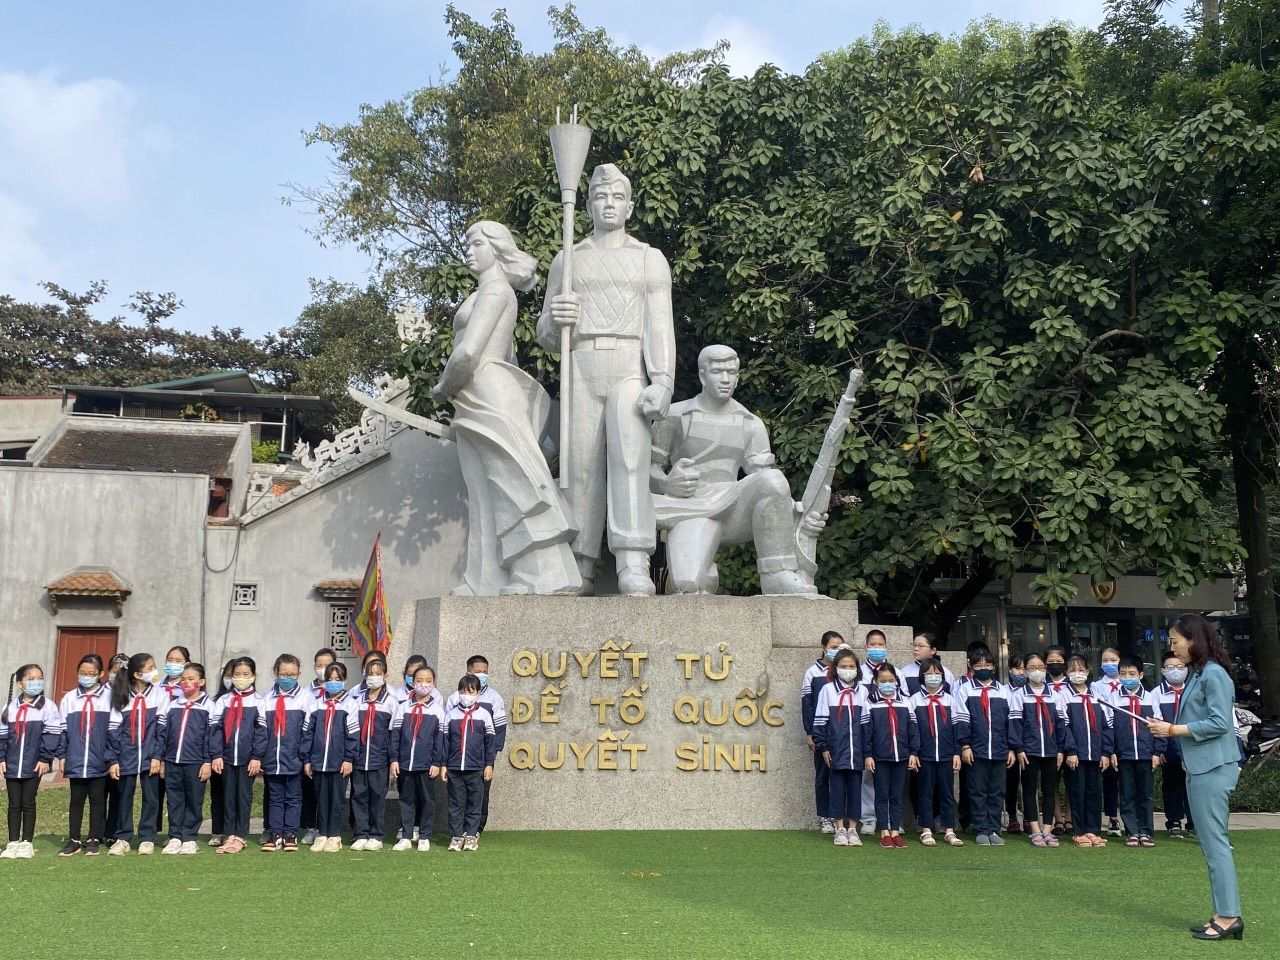 QUYẾT TỬ
ĐỂ TỔ QUỐC
QUYẾT SINH